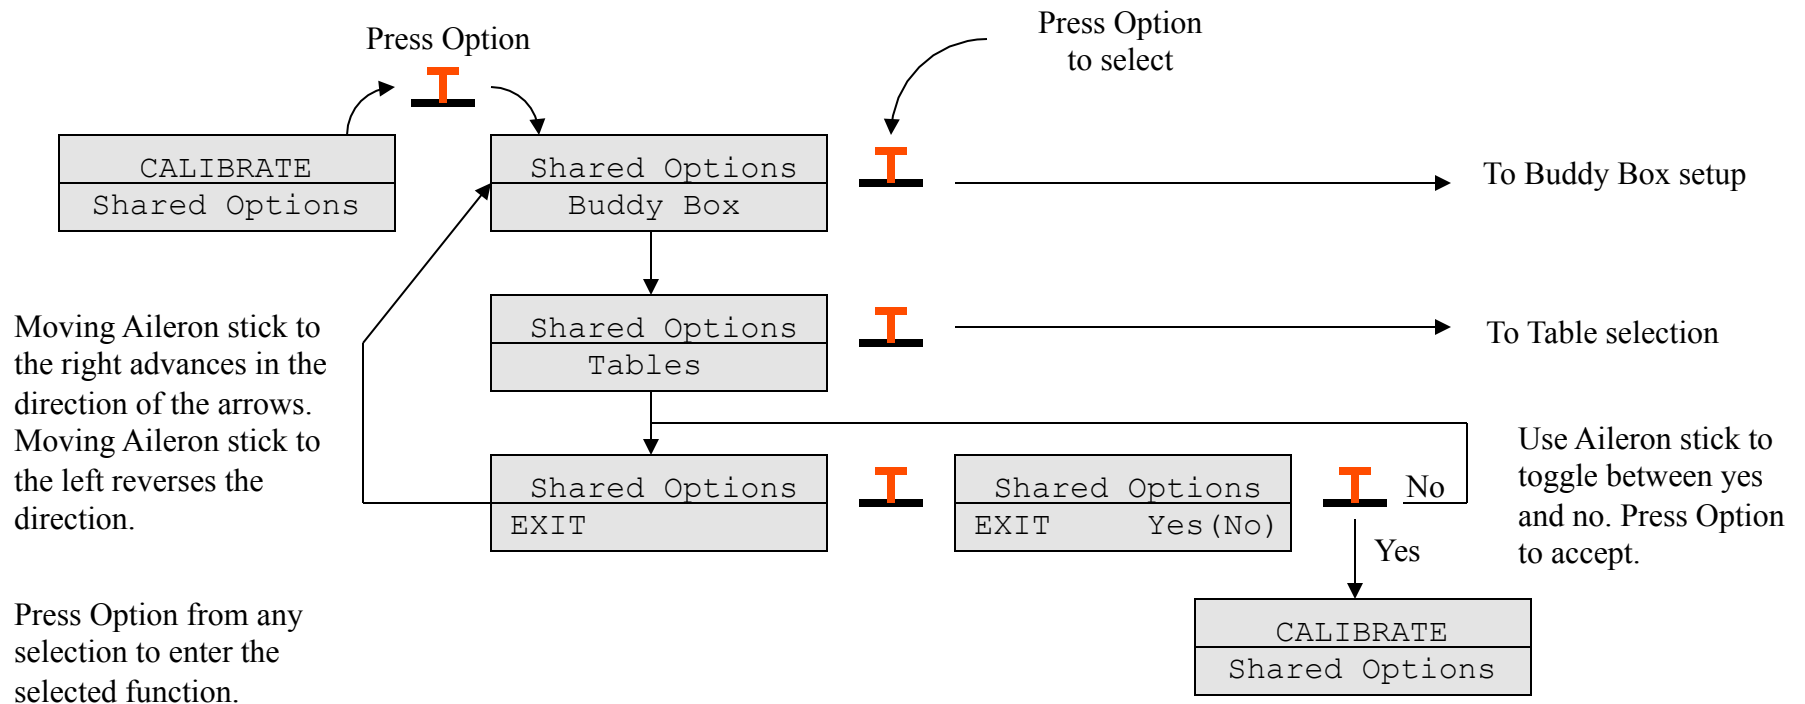 Press Option
Press Option
to select
CALIBRATE
Shared Options
Shared Options
Buddy Box
To Buddy Box setup
Shared Options
Tables
To Table selection
Moving Aileron stick to
the right advances in the
direction of the arrows.
Moving Aileron stick to
the left reverses the
direction.
Shared Options
EXIT
Shared Options
EXIT Yes(No)
No
Yes
Use Aileron stick to
toggle between yes
and no. Press Option
to accept.
CALIBRATE
Shared Options
Press Option from any
selection to enter the
selected function.